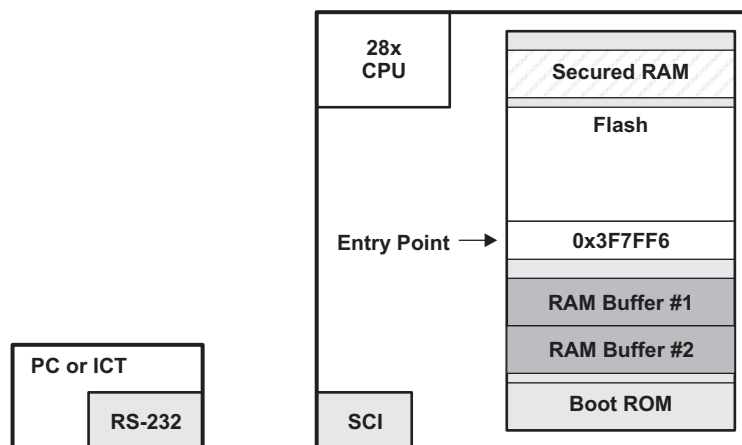 28x
CPU
Secured RAM
Flash
Entry Point
0x3F7FF6
RAM Buffer #1
RAM Buffer #2
Boot ROM
PC or ICT
RS-232
SCI